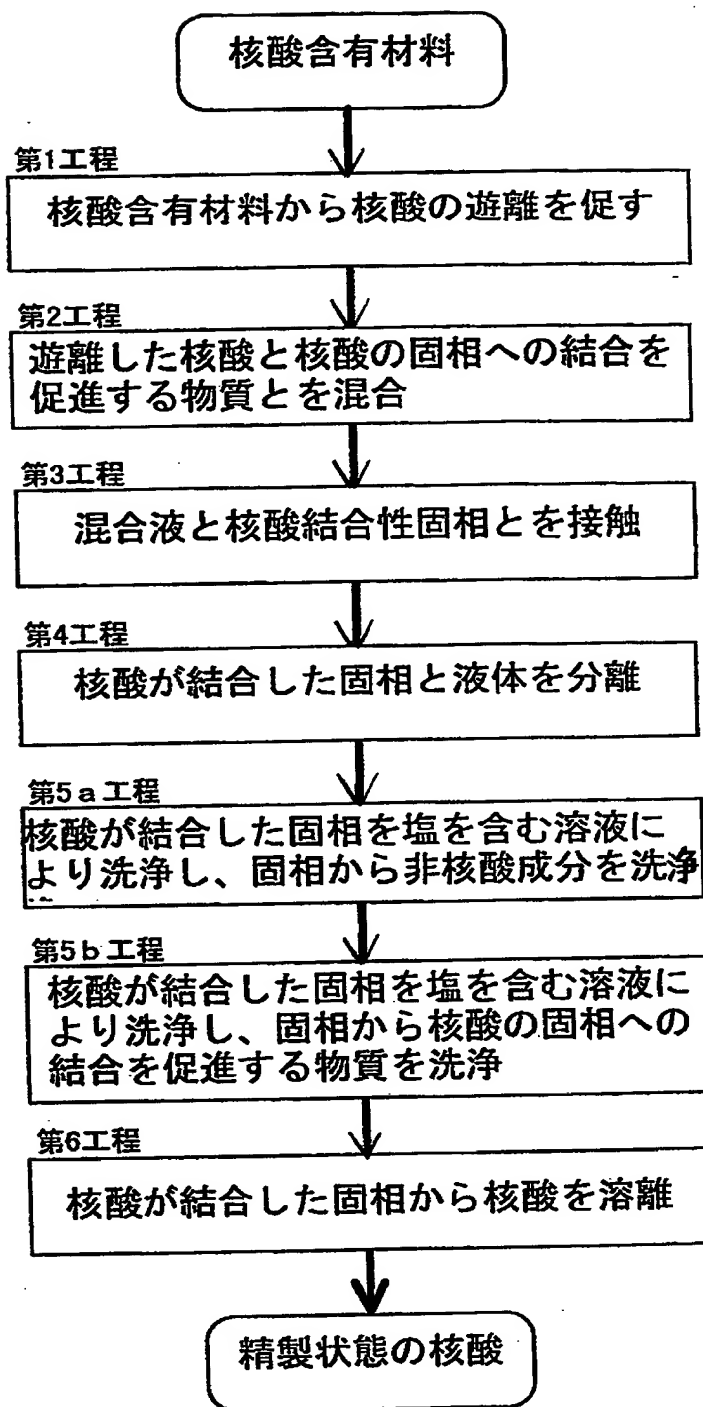 核酸含有材料
第1工程
核酸含有材料から核酸の遊離を促す
第2工程
遊離した核酸と核酸の固相への結合を
促進する物質とを混合
第3工程
混合液と核酸結合性固相とを接触
第4工程
核酸が結合した固相と液体を分離
第5a工程
核酸が結合した固相を塩を含む溶液に
より洗浄し、固相から非核酸成分を洗浄
第5b工程
核酸が結合した固相を塩を含む溶液に
より洗浄し、固相から核酸の固相への
結合を促進する物質を洗浄
第6工程
核酸が結合した固相から核酸を溶離
精製状態の核酸